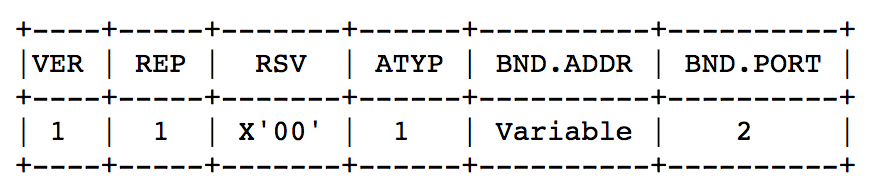 +----+-----+-------+------+----------+----------+
|VER | REP |  RSV  | ATYP | BND.ADDR | BND.PORT |
+----+-----+-------+------+----------+----------+
| 1  |  1  | X'00' |  1   | Variable |    2     |
+----+-----+-------+------+----------+----------+